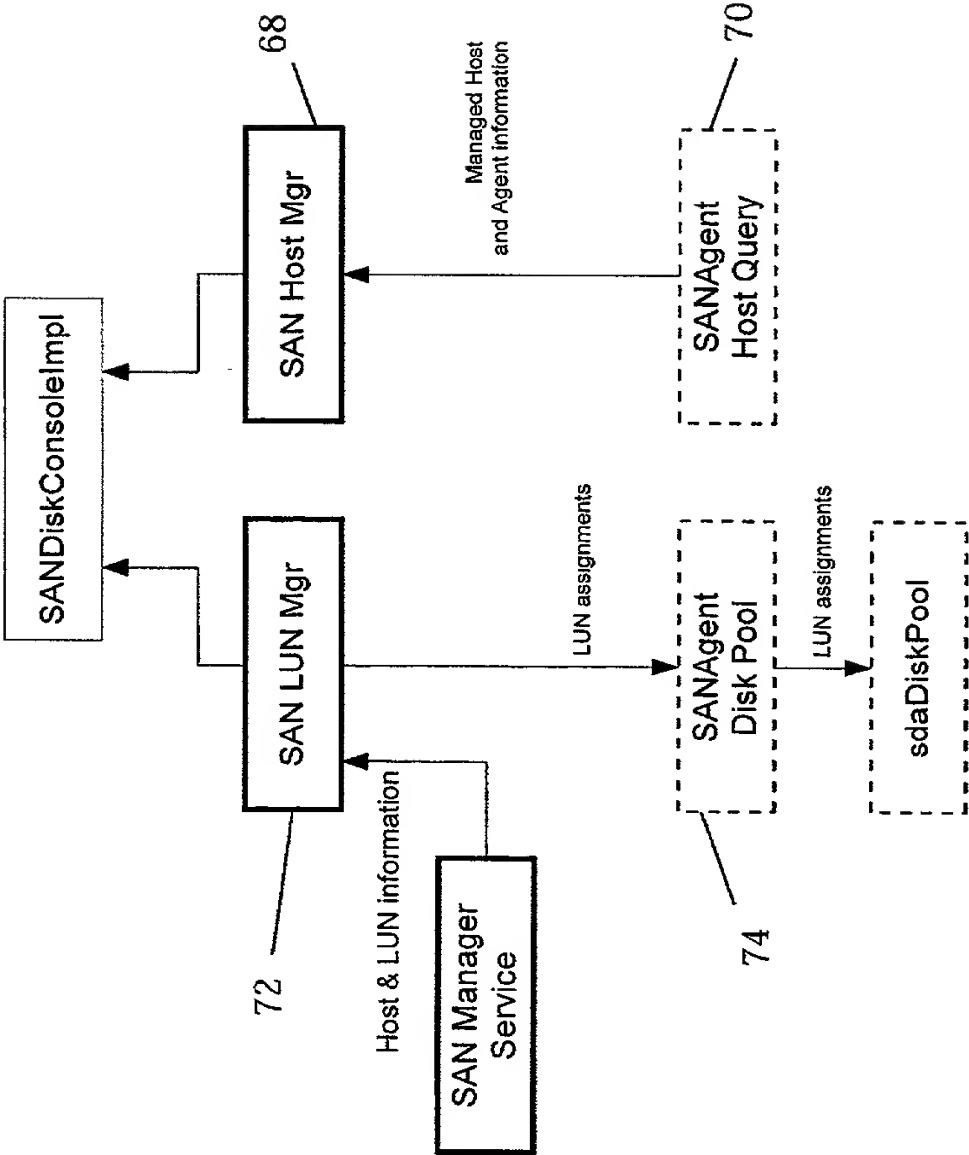 SANDiskConsoleImpl
72
SAN LUN Mgr
SAN Host Mgr
68
Host & LUN information
SAN Manager
Service
LUN assignments
Managed Host
and Agent information
74
SANAgent
Disk Pool
SANAgent
Host Query
70
LUN assignments
sdaDiskPool